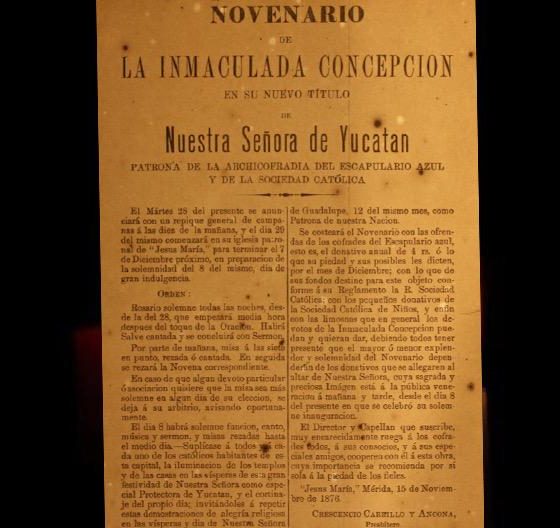 NOVENARIO
DE
LA INMACULADA CONCEPCION
EN SU NUEVO TÍTULO
DE
Nuestra Señora de Yucatan
PATRONA DE LA ARCHICOFRADIA DEL ESCAPULARIO AZUL
Y DE LA SOCIEDAD CATÓLICA
El Mártes 28 del presente se anun-
ciará con un repique general de campa-
nas á las diez de la mañana, y el dia 29
del mismo comenzará en su iglesia patro-
nal de "Jesus María," para terminar el 7
de Diciembre próximo, en preparacion de
la solemnidad del 8 del mismo, dia de
gran indulgencia.
ORDEN:
Rosario solemne todas las noches, des-
de la del 28, que empezará media hora
despues del toque de la Oracion. Habrá
Salve cantada y se concluirá con Sermon.
Por parte de mañana, misa á las siete
en punto, rezada ó cantada. En seguida
se rezará la Novena correspondiente.
En caso de que algun devoto particular
ó asociacion quisiere que la misa sea más
solemne en algun dia de su eleccion, se
deja á su arbitrio, avisando oportuna-
mente.
El dia 8 habrá solemne funcion, canto,
música y sermon, y misas rezadas hasta
el medio dia.—Suplícase á todos y á ca-
da uno de los católicos habitantes de es-
ta capital, la iluminacion de los templos
y de las casas en las vísperas de esta gran
festividad de Nuestra Señora como espe-
cial Protectora de Yucatan, y el cortina-
je del propio dia; invitándoles á repetir
estas demostraciones de alegría religiosa
en las vísperas y dia de Nuestra Señora
de Guadalupe, 12 del mismo mes, como
Patrona de nuestra Nacion.
Se costeará el Novenario con las ofren-
das de los cofrades del Escapulario azul,
esto es, el donativo anual de 4 rs. ó lo
que su piedad y sus posibles les dicten,
por el mes de Diciembre; con lo que de
sus fondos destine para este objeto con-
forme á su Reglamento la R. Sociedad
Católica; con los pequeños donativos de
la Sociedad Católica de Niños, y en fin
con las limosnas que en general los de-
votos de la Inmaculada Concepcion pue-
dan y quieran dar, debiendo todos tener
presente que el mayor ó menor esplen-
dor y solemnidad del Novenario depen-
derán de los donativos que se allegaren al
altar de Nuestra Señora, cuya sagrada y
preciosa Imágen está á la pública vene-
racion á mañana y tarde, desde el dia 8
del presente en que se celebró su solem-
ne inauguracion.
El Director y Capellan que suscribe,
muy encarecidamente ruega á los cofra-
des todos, á sus consocios, y á sus espe-
ciales amigos, cooperen con él á esta obra,
cuya importancia se recomienda por sí
sola á la piedad de los fieles.
"Jesus María," Mérida, 15 de Noviem-
bre de 1876.
CRESCENCIO CARRILLO Y ANCONA,
Presbítero